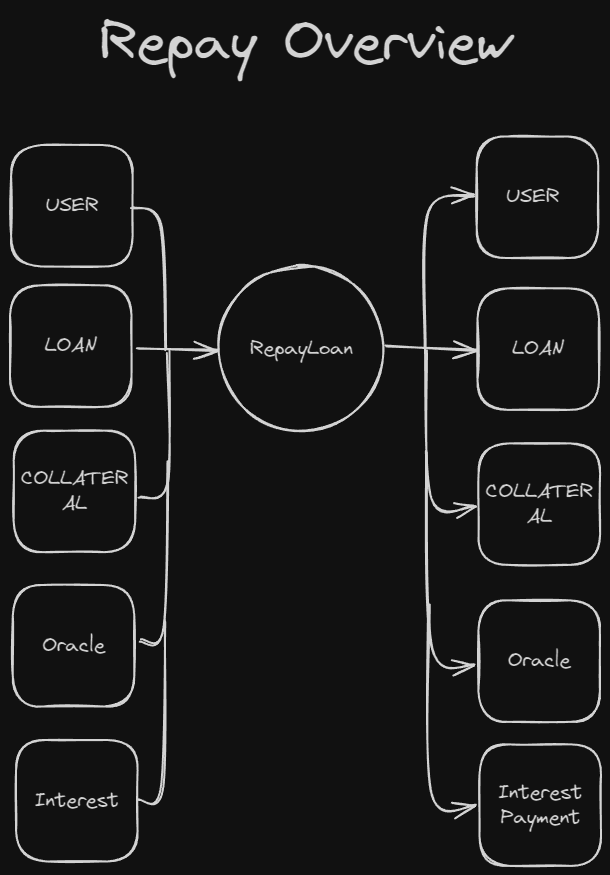 Repay Overview
USER
LOAN
COLLATER
AL
Oracle
Interest
RepayLoan
USER
LOAN
COLLATER
AL
Oracle
Interest
Payment